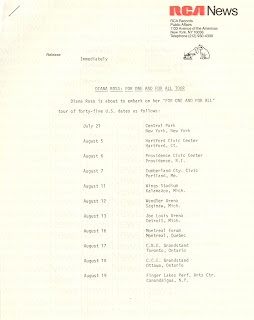 RCA News
RCA Records
Public Affairs
1133 Avenue of the Americas
New York, NY 10036
Telephone (212) 930-4000
Release:
Immediately
DIANA ROSS: FOR ONE AND FOR ALL TOUR
Diana Ross is about to embark on her "FOR ONE AND FOR ALL"
tour of forty-five U.S. dates as follows:
July 21 Central Park
New York, New York
August 5 Hartford Civic Center
Hartford, Ct.
August 6 Providence Civic Center
Providence, R.I.
August 7 Cumberland Cty. Civic
Portland, Me.
August 11 Wings Stadium
Kalamazoo, Mich.
August 12 Wendler Arena
Saginaw, Mich.
August 13 Joe Louis Arena
Detroit, Mich.
August 16 Montreal Forum
Montreal, Quebec
August 17 C.N.E. Grandstand
Toronto, Ontario
August 18 C.C.E. Grandstand
Ottawa, Ontario
August 19 Finger Lakes Perf. Arts Ctr.
Canandaigua, N.Y.